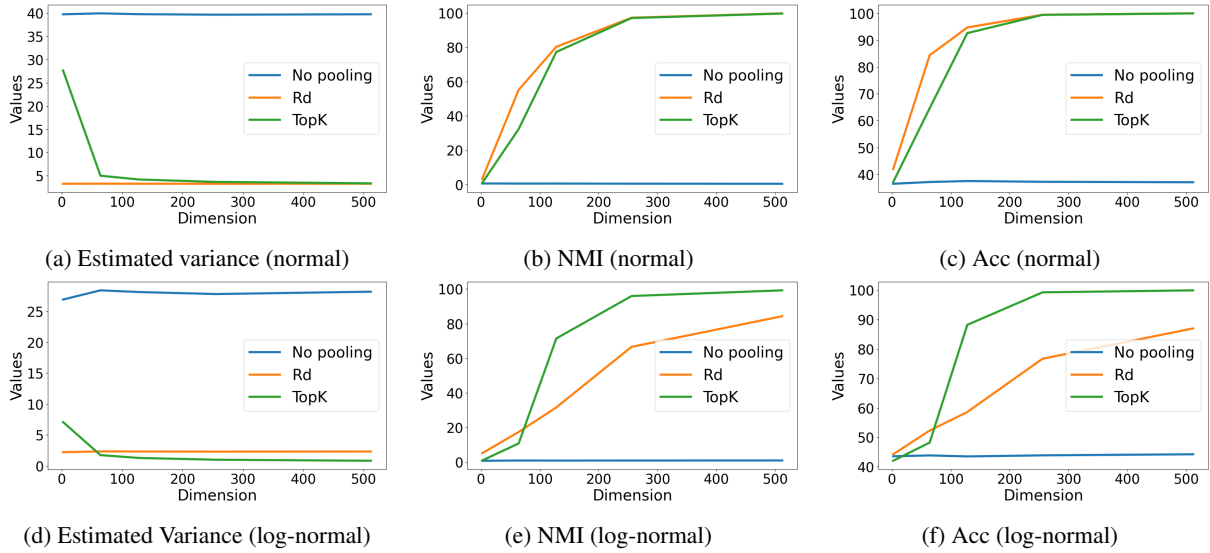 40
35
30
25
20
15
10
5
Values
0 100 200 300 400 500
Dimension
No pooling
Rd
TopK
(a) Estimated variance (normal)
100
80
60
40
20
0
Values
0 100 200 300 400 500
Dimension
No pooling
Rd
TopK
(b) NMI (normal)
100
90
80
70
60
50
40
Values
0 100 200 300 400 500
Dimension
No pooling
Rd
TopK
(c) Acc (normal)
25
20
15
10
5
0
Values
0 100 200 300 400 500
Dimension
No pooling
Rd
TopK
(d) Estimated Variance (log-normal)
100
80
60
40
20
0
Values
0 100 200 300 400 500
Dimension
No pooling
Rd
TopK
(e) NMI (log-normal)
100
90
80
70
60
50
40
Values
0 100 200 300 400 500
Dimension
No pooling
Rd
TopK
(f) Acc (log-normal)